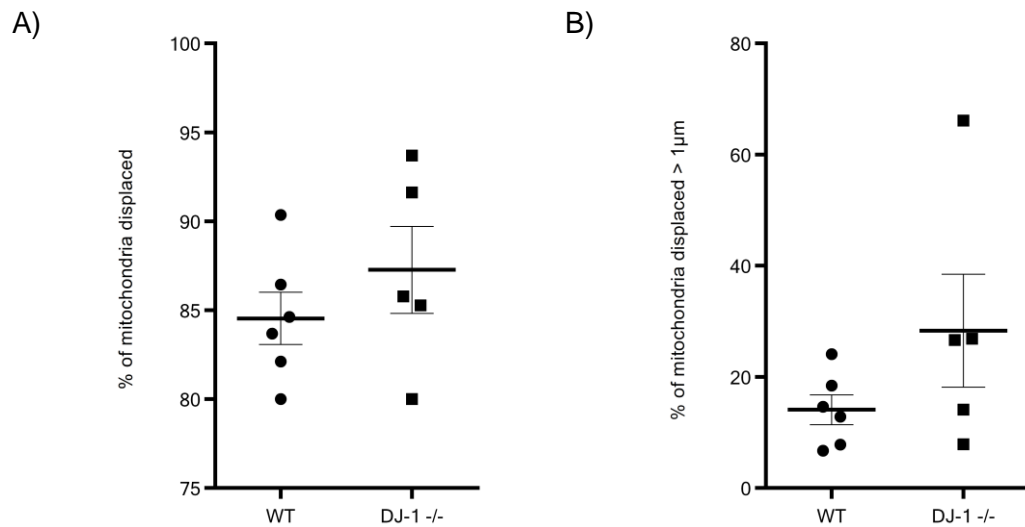 A)
% of mitochondria displaced
100
95
90
85
80
75
WT
DJ-1 -/-
B)
% of mitochondria displaced > 1µm
80
60
40
20
0
WT
DJ-1 -/-